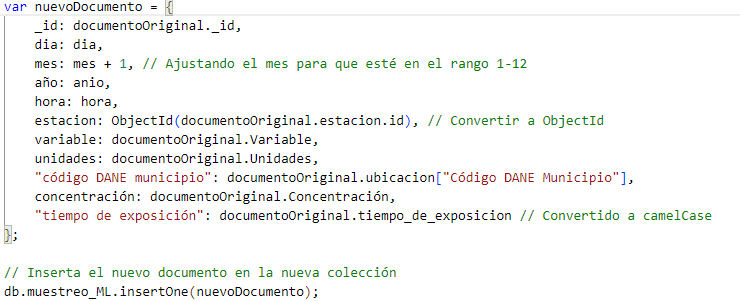 var nuevoDocumento = {
    _id: documentoOriginal._id,
    dia: dia,
    mes: mes + 1, // Ajustando el mes para que esté en el rango 1-12
    año: anio,
    hora: hora,
    estacion: ObjectId(documentoOriginal.estacion.id), // Convertir a ObjectId
    variable: documentoOriginal.Variable,
    unidades: documentoOriginal.Unidades,
    "código DANE municipio": documentoOriginal.ubicacion["Código DANE Municipio"],
    concentración: documentoOriginal.Concentración,
    "tiempo de exposición": documentoOriginal.tiempo_de_exposicion // Convertido a camelCase
};
// Inserta el nuevo documento en la nueva colección
db.muestreo_ML.insertOne(nuevoDocumento);